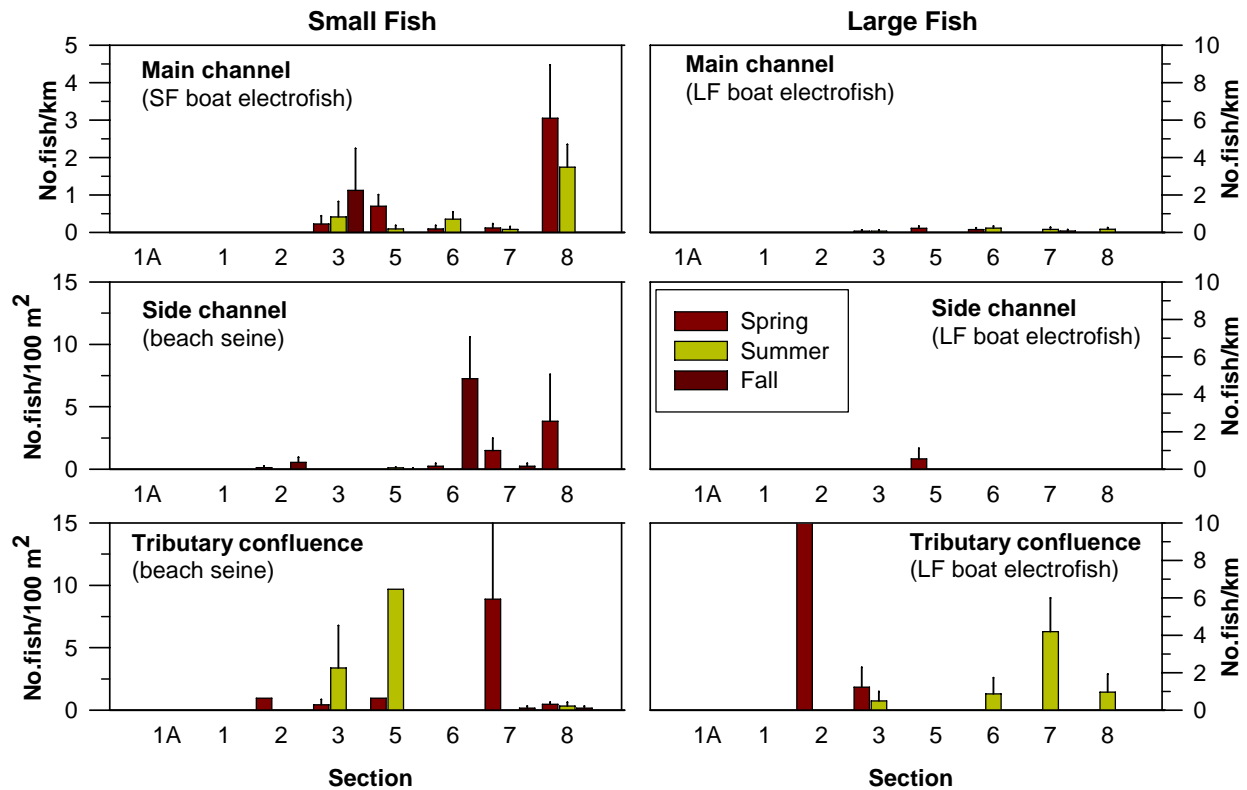 Small Fish
Large Fish
5
4
3
2
1
0
No.fish/km
Main channel
(SF boat electrofish)
1A 1 2 3 5 6 7 8
Main channel
(LF boat electrofish)
10
8
6
4
2
0
No.fish/km
1A 1 2 3 5 6 7 8
15
10
5
0
No.fish/100 m²
Side channel
(beach seine)
1A 1 2 3 5 6 7 8
Spring
Summer
Fall
Side channel
(LF boat electrofish)
10
8
6
4
2
0
No.fish/km
1A 1 2 3 5 6 7 8
15
10
5
0
No.fish/100 m²
Tributary confluence
(beach seine)
1A 1 2 3 5 6 7 8
Section
Tributary confluence
(LF boat electrofish)
10
8
6
4
2
0
No.fish/km
1A 1 2 3 5 6 7 8
Section